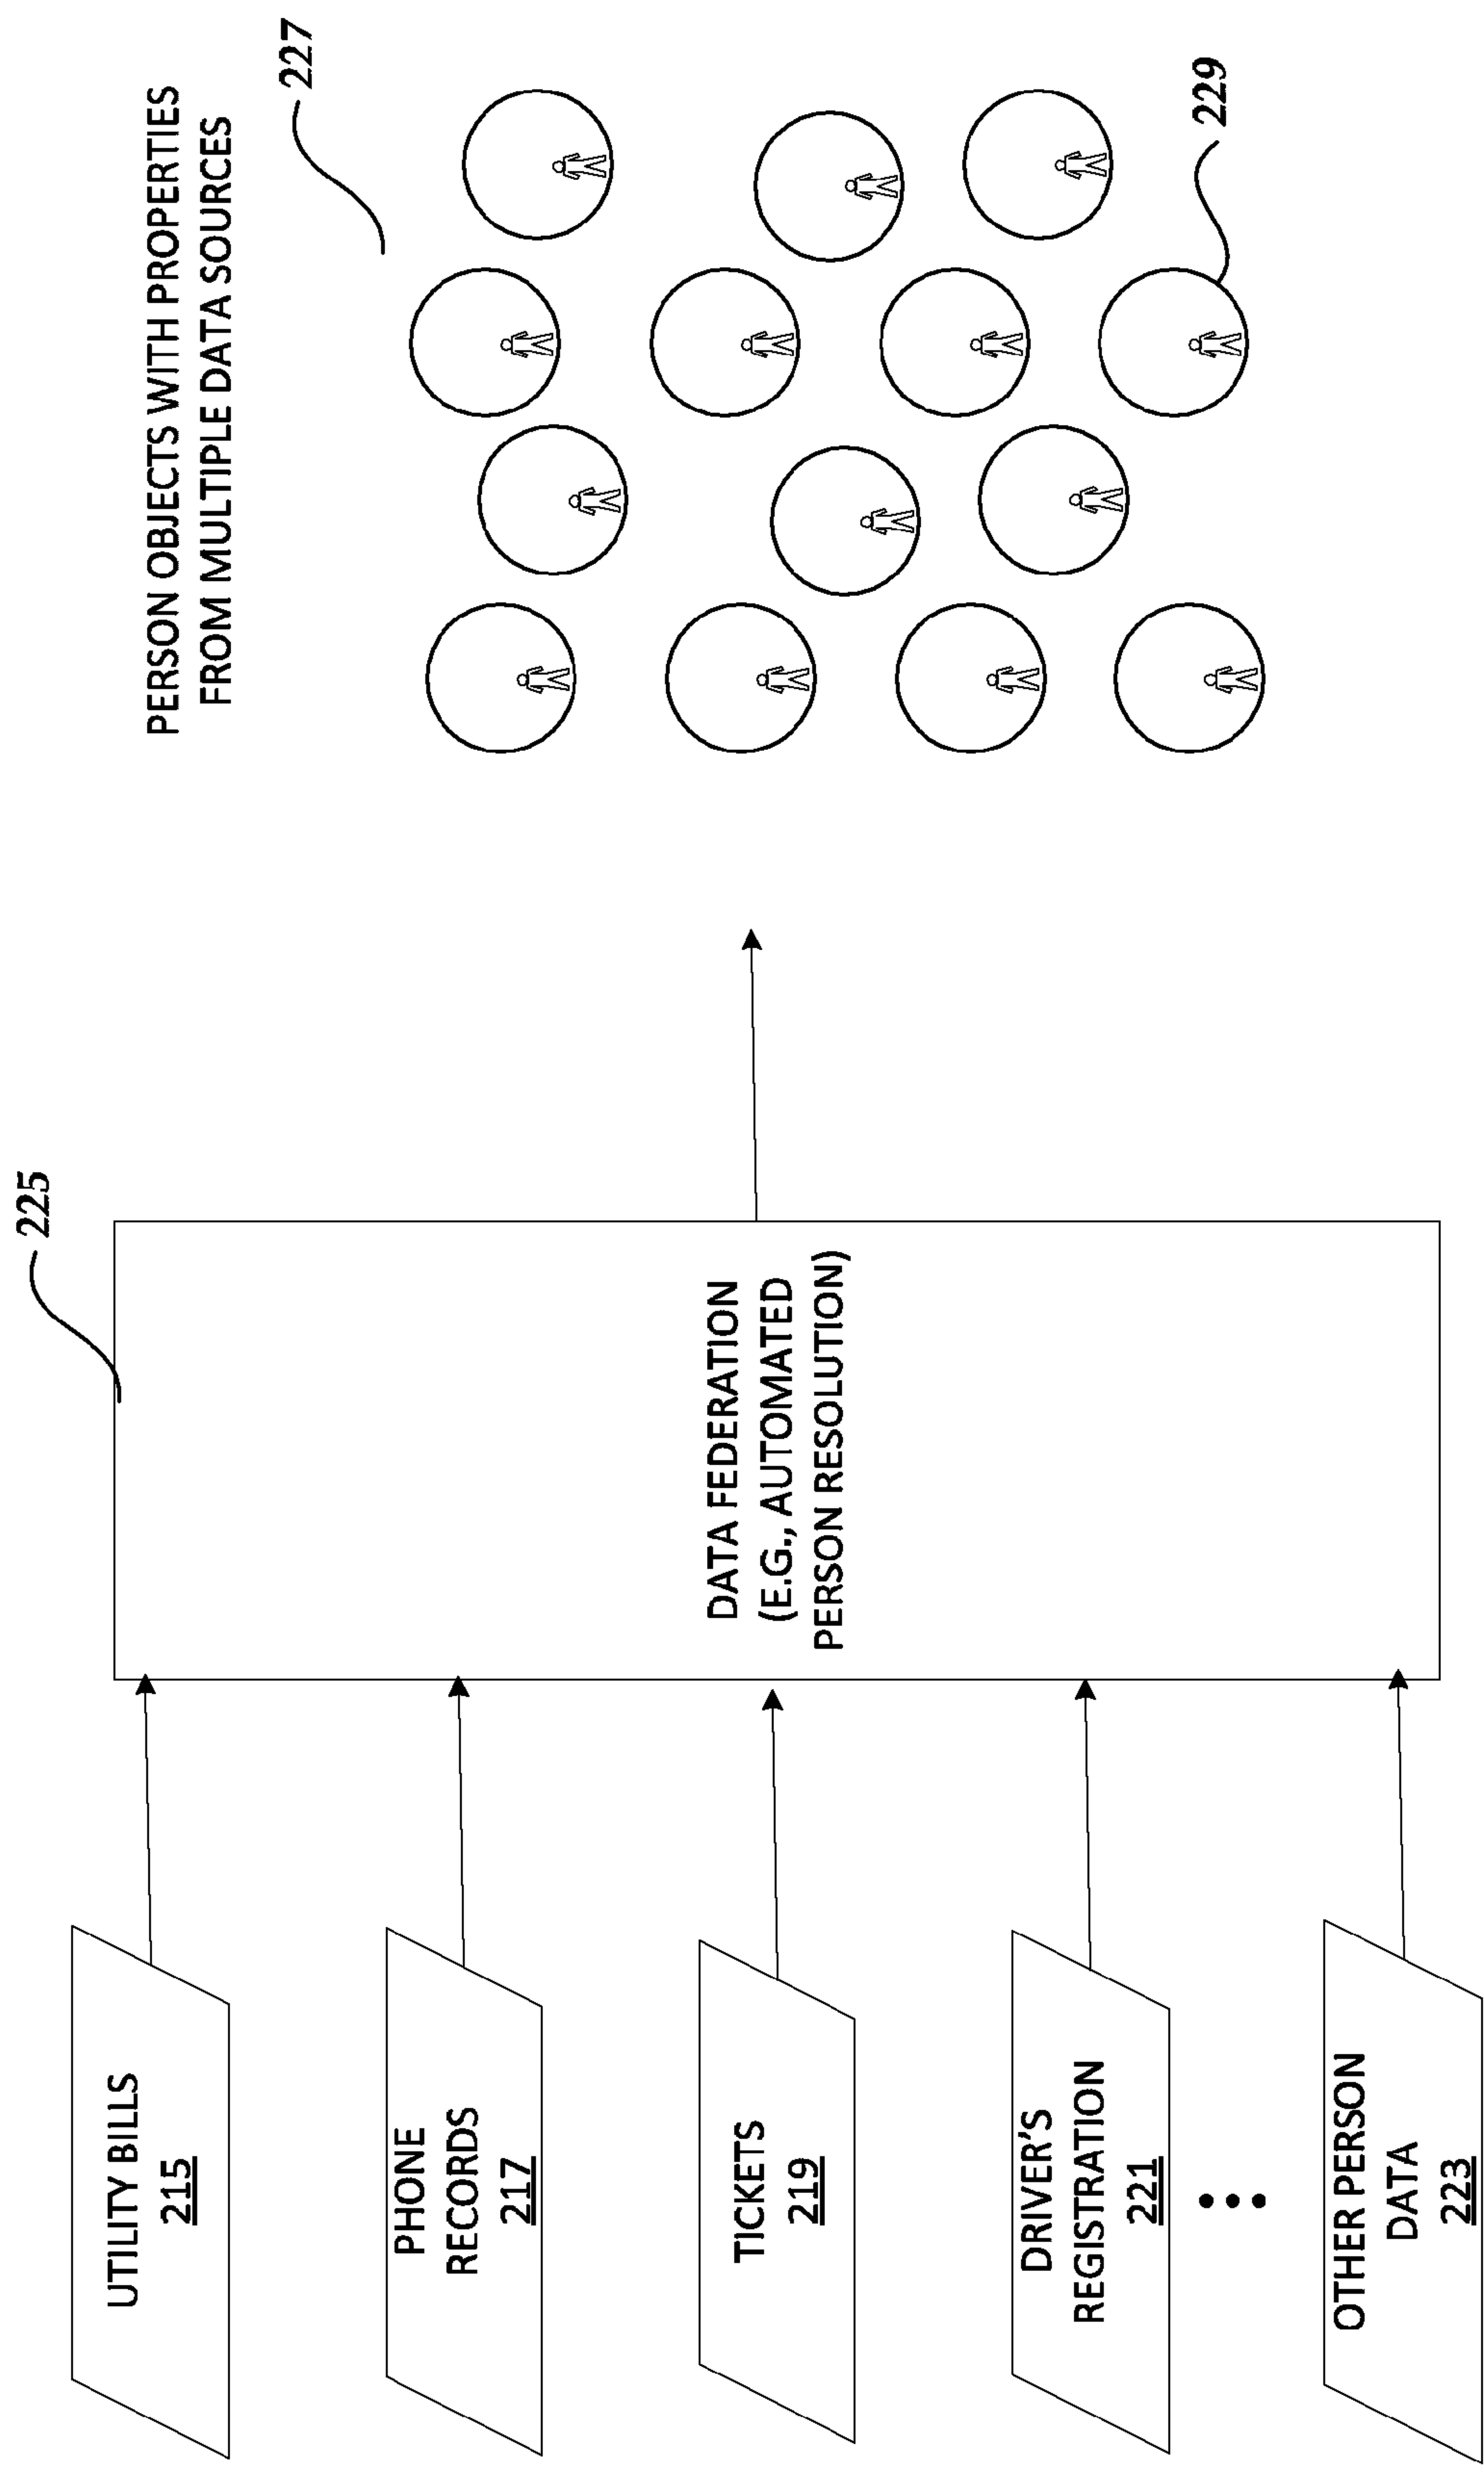 UTILITY BILLS
215
PHONE
RECORDS
217
TICKETS
219
DRIVER'S
REGISTRATION
221
OTHER PERSON
DATA
223
225
DATA FEDERATION
(E.G., AUTOMATED
PERSON RESOLUTION)
PERSON OBJECTS WITH PROPERTIES
FROM MULTIPLE DATA SOURCES
227
229